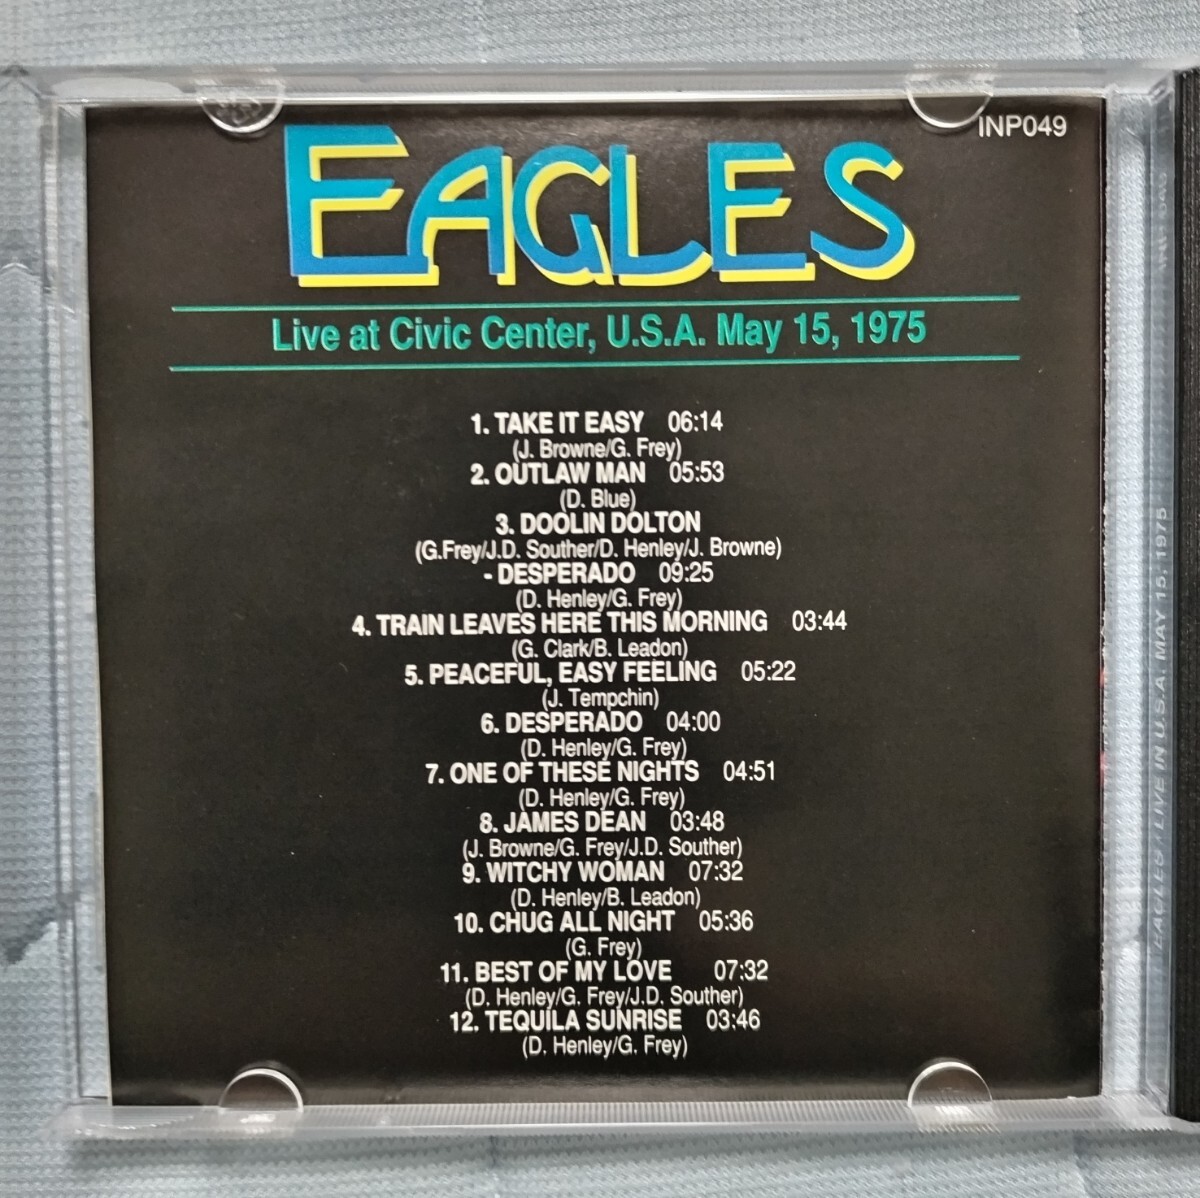 INP049
EAGLES
Live at Civic Center, U.S.A. May 15, 1975
1. TAKE IT EASY 06:14
(J. Browne/G. Frey)
2. OUTLAW MAN 05:53
(D. Blue)
3. DOOLIN DOLTON
(G.Frey/J.D. Souther/D. Henley/J. Browne)
- DESPERADO 09:25
(D. Henley/G. Frey)
4. TRAIN LEAVES HERE THIS MORNING 03:44
(G. Clark/B. Leadon)
5. PEACEFUL, EASY FEELING 05:22
(J. Tempchin)
6. DESPERADO 04:00
(D. Henley/G. Frey)
7. ONE OF THESE NIGHTS 04:51
(D. Henley/G. Frey)
8. JAMES DEAN 03:48
(J. Browne/G. Frey/J.D. Souther)
9. WITCHY WOMAN 07:32
(D. Henley/B. Leadon)
10. CHUG ALL NIGHT 05:36
(G. Frey)
11. BEST OF MY LOVE 07:32
(D. Henley/G. Frey/J.D. Souther)
12. TEQUILA SUNRISE 03:46
(D. Henley/G. Frey)
EAGLES / LIVE IN U.S.A. MAY 15, 1975